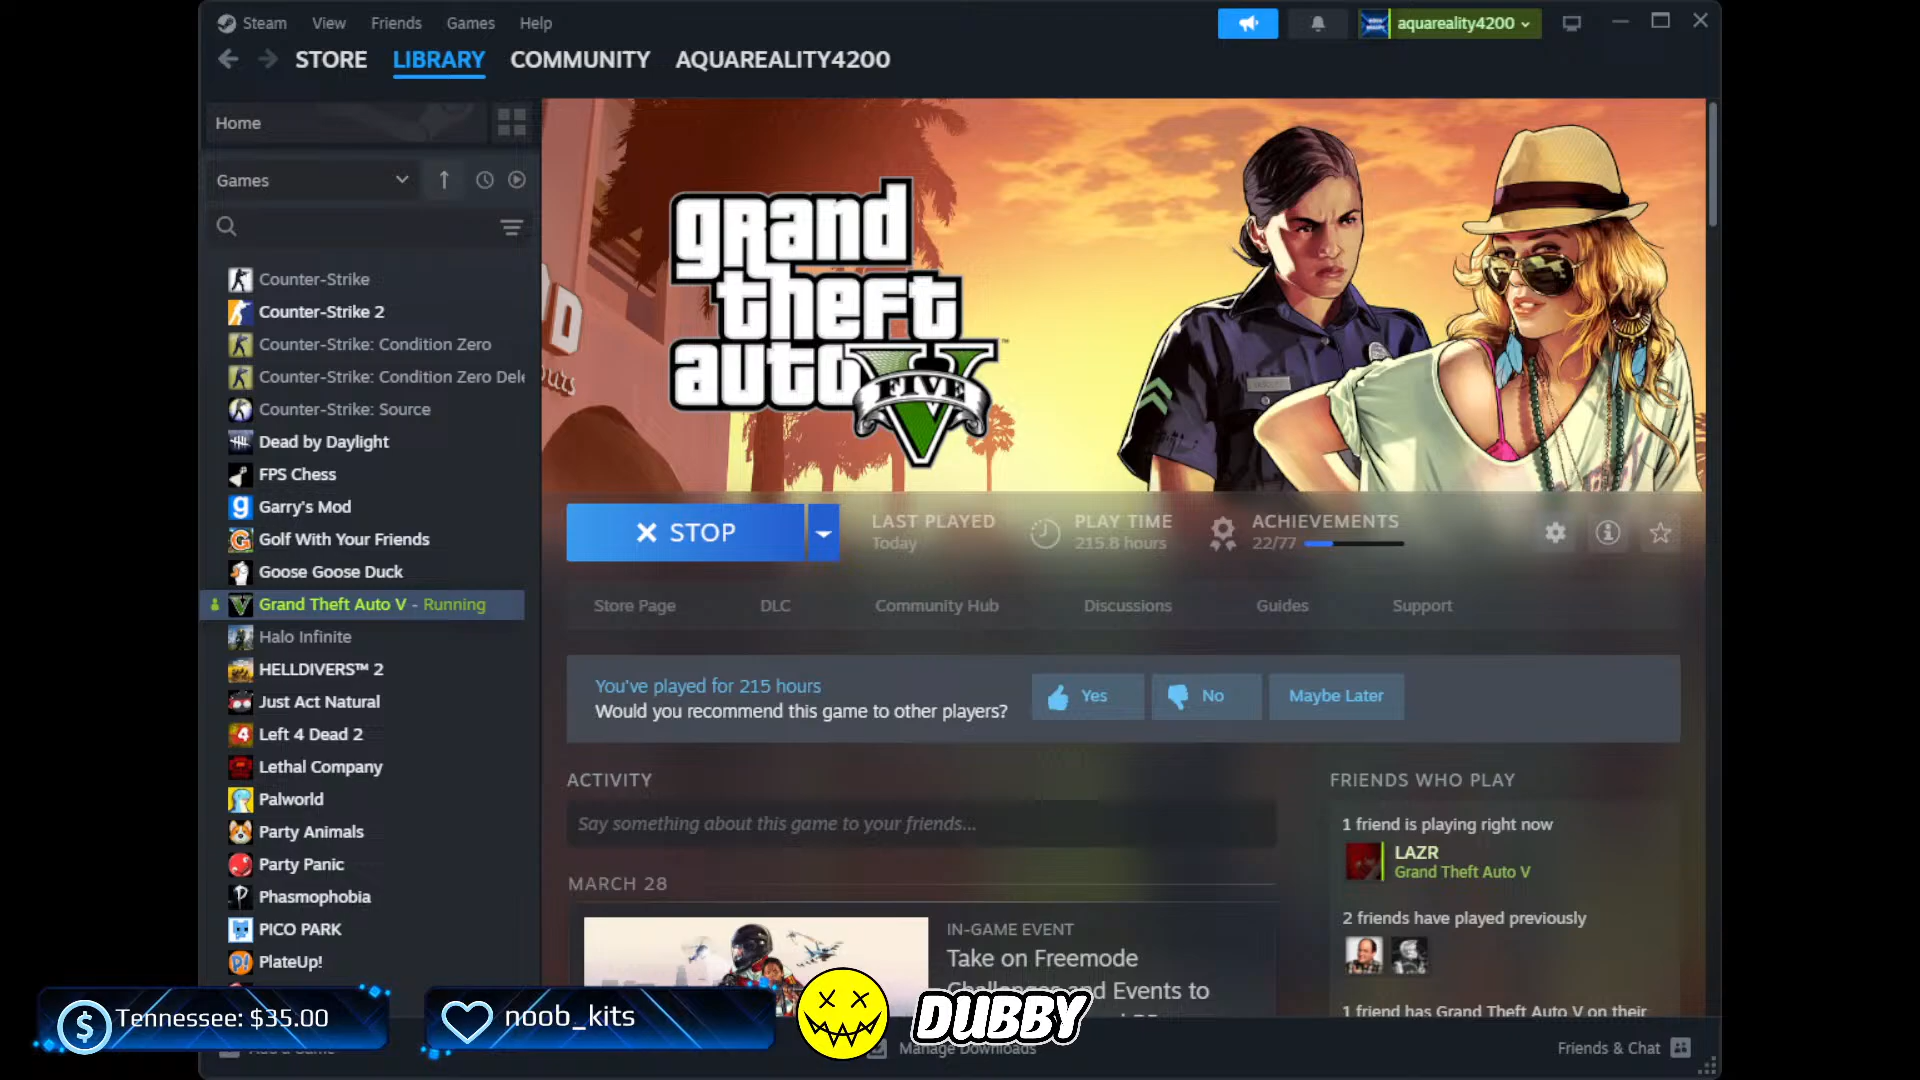 Steam View Friends Games Help
aquareality4200
STORE LIBRARY COMMUNITY AQUAREALITY4200
Home
Games
Counter-Strike
Counter-Strike 2
Counter-Strike: Condition Zero
Counter-Strike: Condition Zero Dele
Counter-Strike: Source
Dead by Daylight
FPS Chess
Garry's Mod
Golf With Your Friends
Goose Goose Duck
Grand Theft Auto V - Running
Halo Infinite
HELLDIVERS™ 2
Just Act Natural
Left 4 Dead 2
Lethal Company
Palworld
Party Animals
Party Panic
Phasmophobia
PICO PARK
PlateUp!
grand
theft
auto V
FIVE
STOP
LAST PLAYED
Today
PLAY TIME
215.8 hours
ACHIEVEMENTS
22/77
Store Page DLC Community Hub Discussions Guides Support
You've played for 215 hours
Would you recommend this game to other players?
Yes No Maybe Later
ACTIVITY
Say something about this game to your friends...
MARCH 28
IN-GAME EVENT
Take on Freemode
Challenges and Events to
FRIENDS WHO PLAY
1 friend is playing right now
LAZR
Grand Theft Auto V
2 friends have played previously
1 friend has Grand Theft Auto V on their
Tennessee: $35.00
noob_kits
DUBBY
Add a Game
Manage Downloads
Friends & Chat